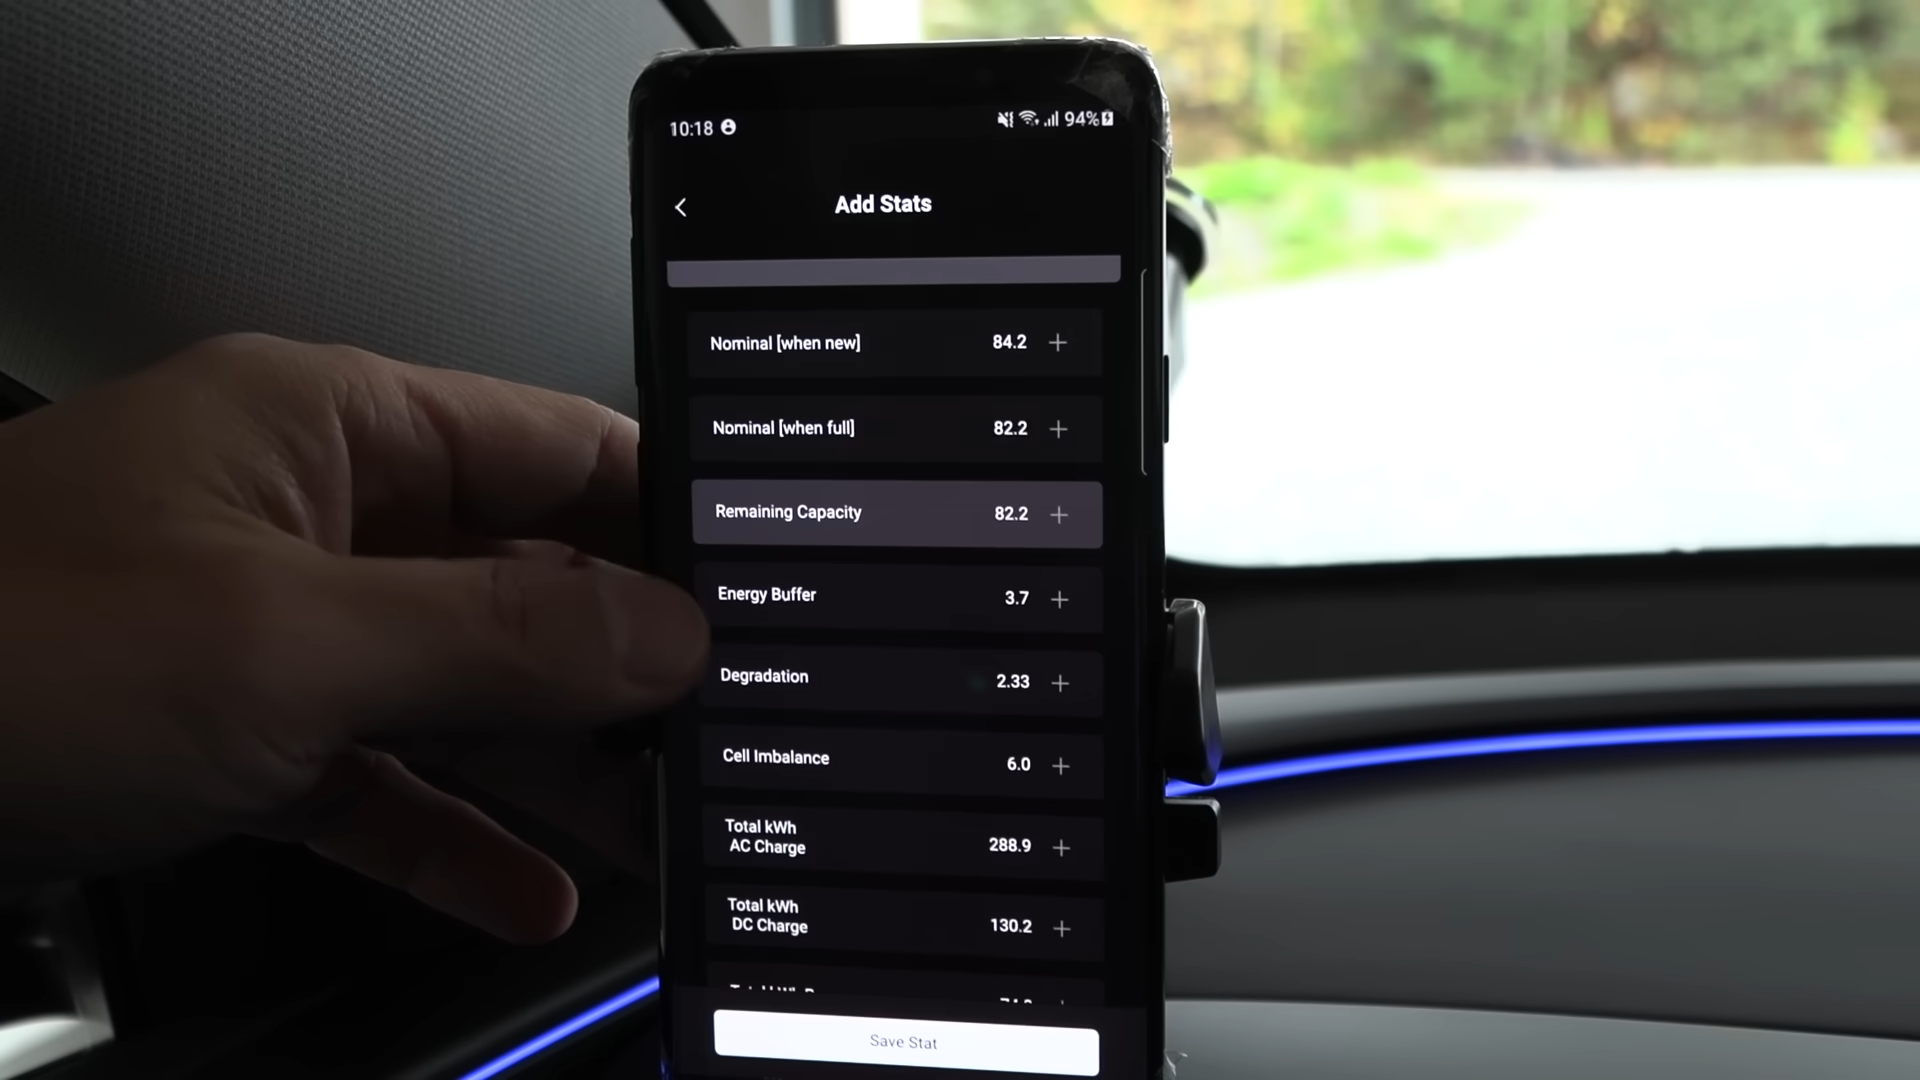 10:18 94%
Add Stats
Nominal [when new] 84.2 +
Nominal [when full] 82.2 +
Remaining Capacity 82.2 +
Energy Buffer 3.7 +
Degradation 2.33 +
Cell Imbalance 6.0 +
Total kWh
AC Charge 288.9 +
Total kWh
DC Charge 130.2 +
Save Stat